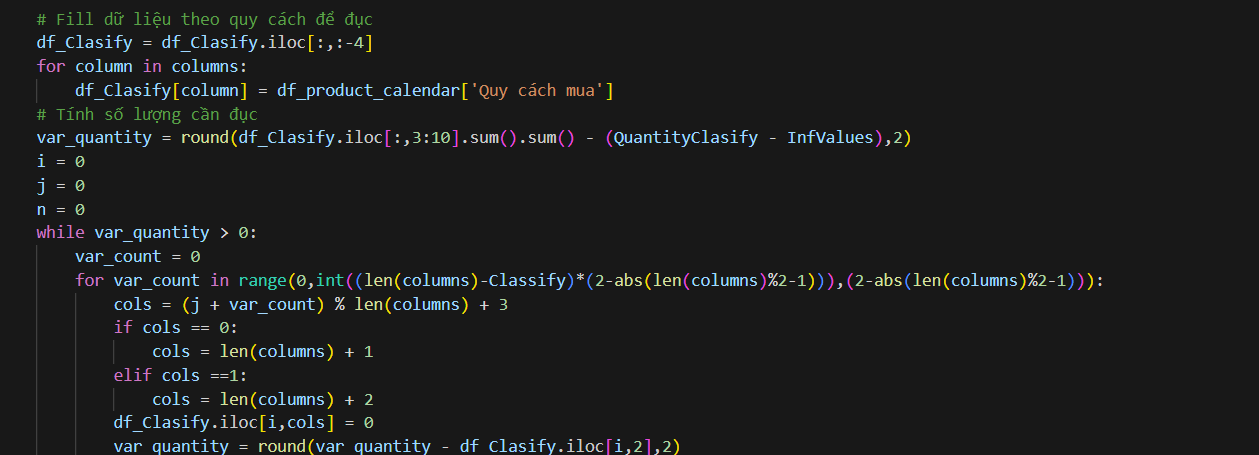 # Fill dữ liệu theo quy cách để đục
df_Clasify = df_Clasify.iloc[:,:-4]
for column in columns:
df_Clasify[column] = df_product_calendar['Quy cách mua']
# Tính số lượng cần đục
var_quantity = round(df_Clasify.iloc[:,3:10].sum().sum() - (QuantityClasify - InfValues),2)
i = 0
j = 0
n = 0
while var_quantity > 0:
var_count = 0
for var_count in range(0,int((len(columns)-Classify)*(2-abs(len(columns)%2-1))),(2-abs(len(columns)%2-1))):
cols = (j + var_count) % len(columns) + 3
if cols == 0:
cols = len(columns) + 1
elif cols ==1:
cols = len(columns) + 2
df_Clasify.iloc[i,cols] = 0
var_quantity = round(var_quantity - df_Clasify.iloc[i,2],2)